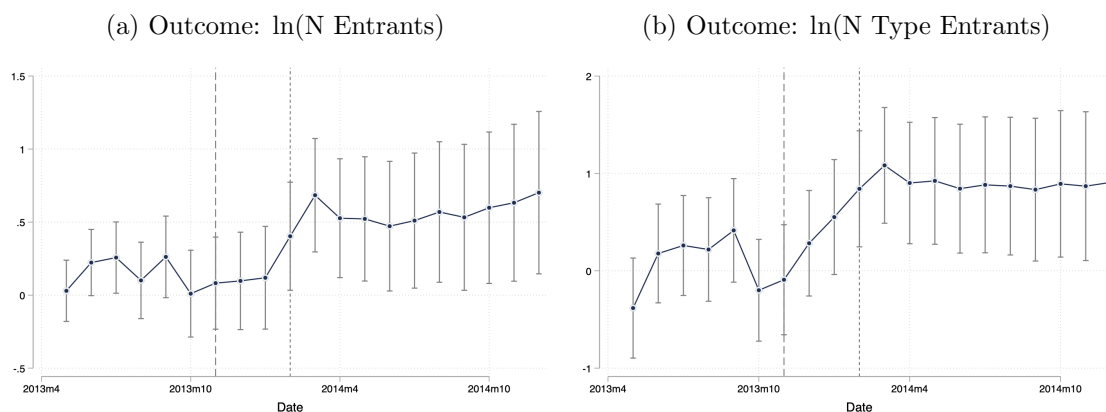 (a) Outcome: ln(N Entrants)
1.5
1
.5
0
-.5
2013m4 2013m10 2014m4 2014m10
Date
(b) Outcome: ln(N Type Entrants)
2
1
0
-1
2013m4 2013m10 2014m4 2014m10
Date